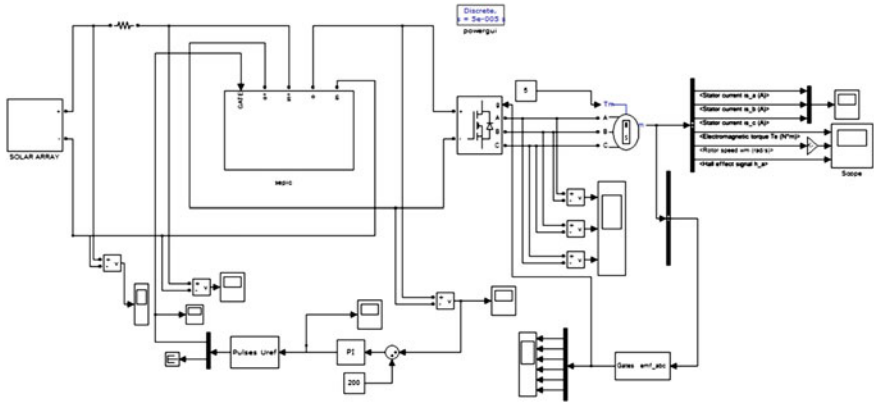 Discrete,
s = 5e-005 s
powergui
SOLAR ARRAY
GATE
sepic
g
A
B
C
5
Tm
A
B
C
m
<Stator current is_a (A)>
<Stator current is_b (A)>
<Stator current is_c (A)>
<Electromagnetic torque Te (N*m)>
<Rotor speed wm (rad/s)>
<Hall effect signal h_a>
Scope
v
v
v
v
v
v
Pulses Uref
PI
200
Gates emf_abc